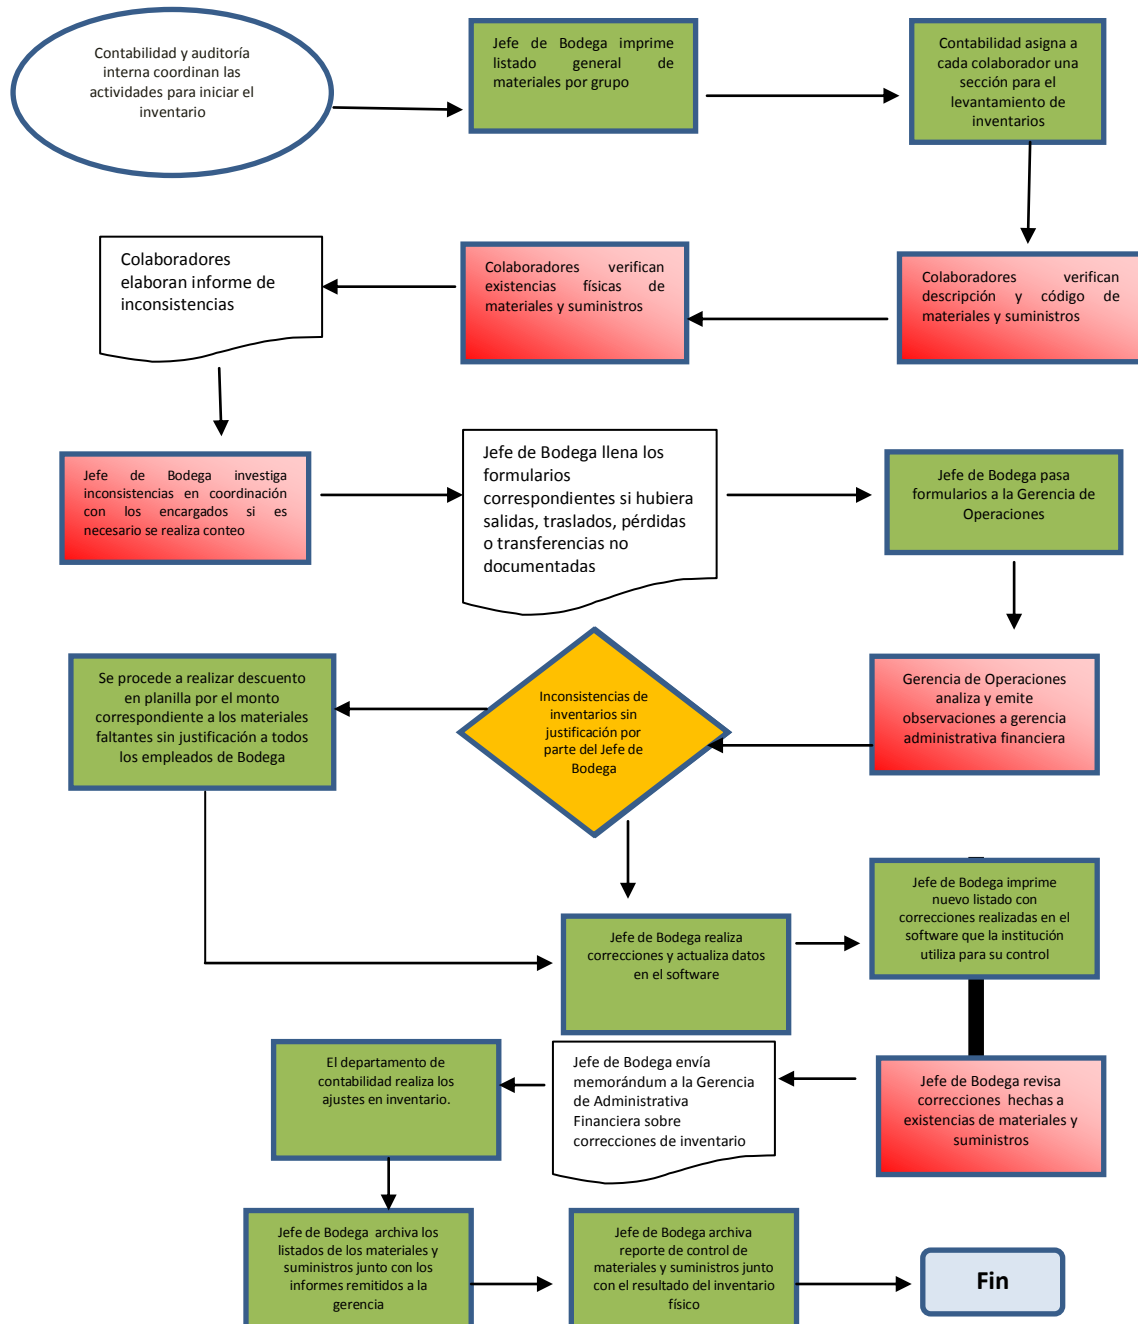 Contabilidad y auditoría
interna coordinan las
actividades para iniciar el
inventario
Jefe de Bodega imprime
listado general de
materiales por grupo
Contabilidad asigna a
cada colaborador una
sección para el
levantamiento de
inventarios
Colaboradores verifican
descripción y código de
materiales y suministros
Colaboradores verifican
existencias físicas de
materiales y suministros
Colaboradores
elaboran informe de
inconsistencias
Jefe de Bodega investiga
inconsistencias en coordinación
con los encargados si es
necesario se realiza conteo
Jefe de Bodega llena los
formularios
correspondientes si hubiera
salidas, traslados, pérdidas
o transferencias no
documentadas
Jefe de Bodega pasa
formularios a la Gerencia de
Operaciones
Gerencia de Operaciones
analiza y emite
observaciones a gerencia
administrativa financiera
Inconsistencias de
inventarios sin
justificación por
parte del Jefe de
Bodega
Se procede a realizar descuento
en planilla por el monto
correspondiente a los materiales
faltantes sin justificación a todos
los empleados de Bodega
Jefe de Bodega realiza
correcciones y actualiza datos
en el software
Jefe de Bodega imprime
nuevo listado con
correcciones realizadas en el
software que la institución
utiliza para su control
Jefe de Bodega revisa
correcciones hechas a
existencias de materiales y
suministros
Jefe de Bodega envía
memorándum a la Gerencia
de Administrativa
Financiera sobre
correcciones de inventario
El departamento de
contabilidad realiza los
ajustes en inventario.
Jefe de Bodega archiva los
listados de los materiales y
suministros junto con los
informes remitidos a la
gerencia
Jefe de Bodega archiva
reporte de control de
materiales y suministros junto
con el resultado del inventario
físico
Fin